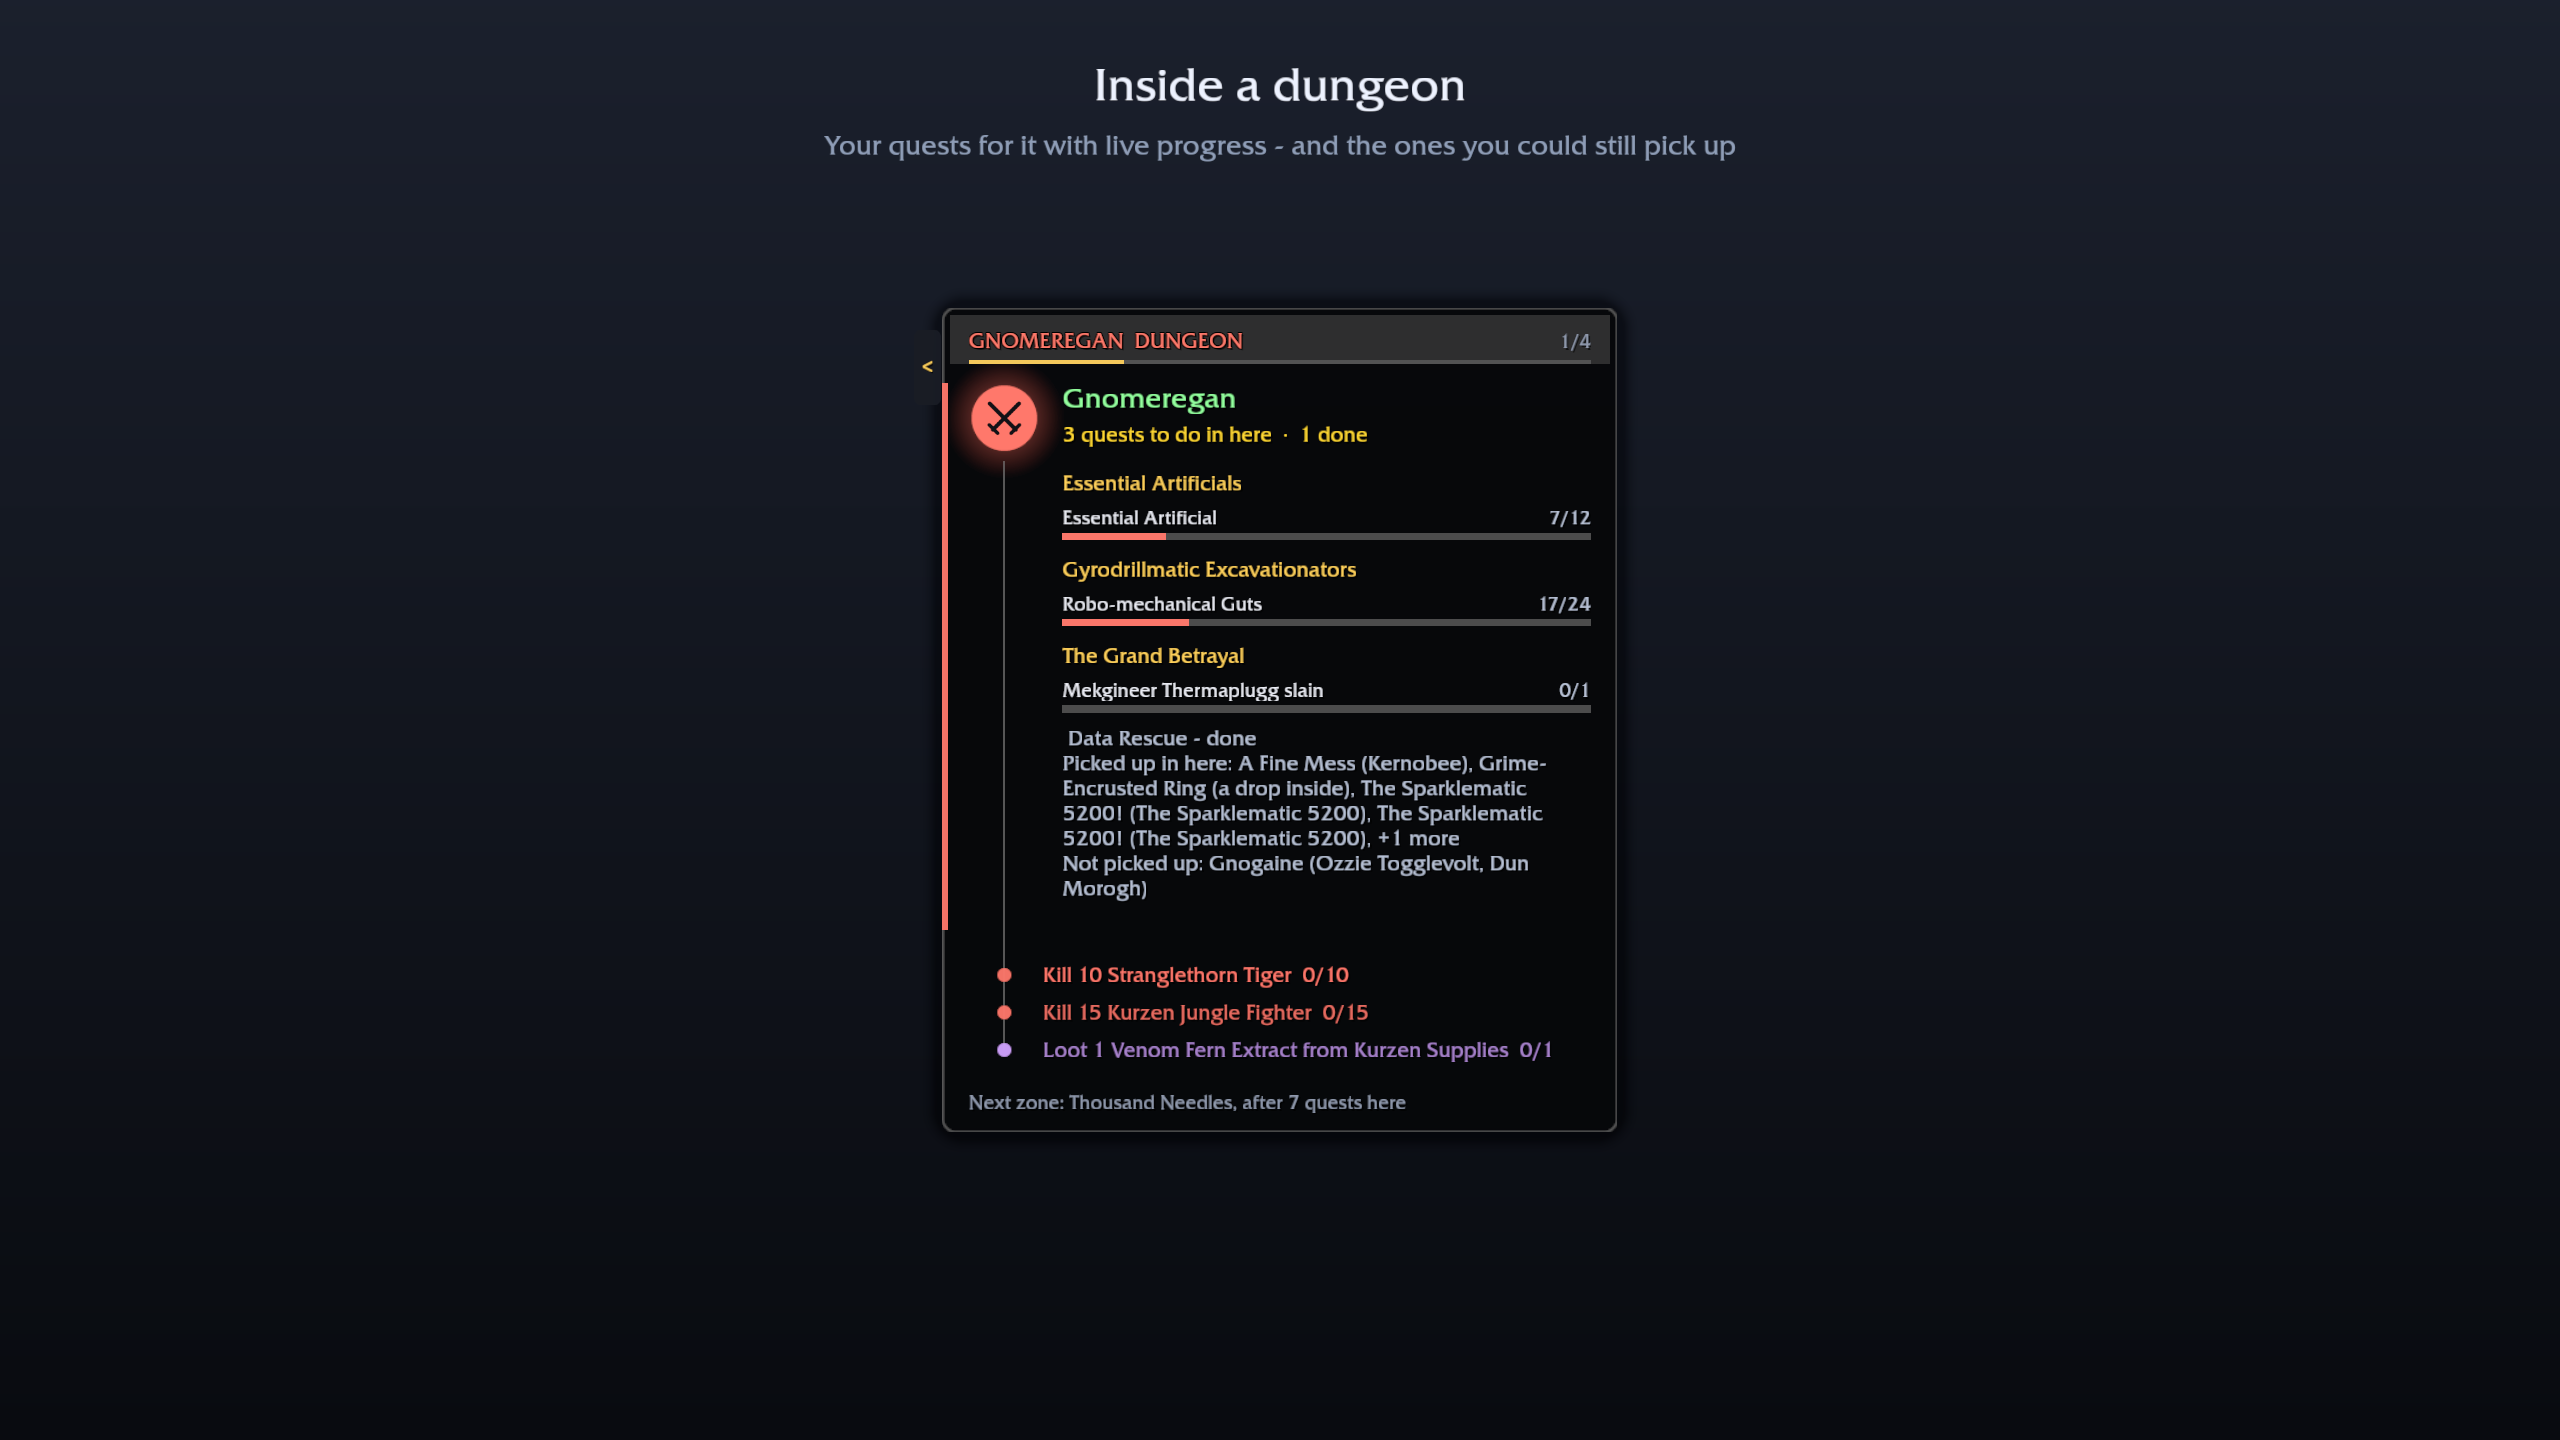 Inside a dungeon
Your quests for it with live progress - and the ones you could still pick up
GNOMEREGAN DUNGEON 1/4
<
Gnomeregan
3 quests to do in here · 1 done
Essential Artificials
Essential Artificial 7/12
Gyrodrillmatic Excavationators
Robo-mechanical Guts 17/24
The Grand Betrayal
Mekgineer Thermaplugg slain 0/1
Data Rescue - done
Picked up in here: A Fine Mess (Kernobee), Grime-
Encrusted Ring (a drop inside), The Sparklematic
5200! (The Sparklematic 5200), The Sparklematic
5200! (The Sparklematic 5200), +1 more
Not picked up: Gnogaine (Ozzie Togglevolt, Dun
Morogh)
Kill 10 Stranglethorn Tiger 0/10
Kill 15 Kurzen Jungle Fighter 0/15
Loot 1 Venom Fern Extract from Kurzen Supplies 0/1
Next zone: Thousand Needles, after 7 quests here